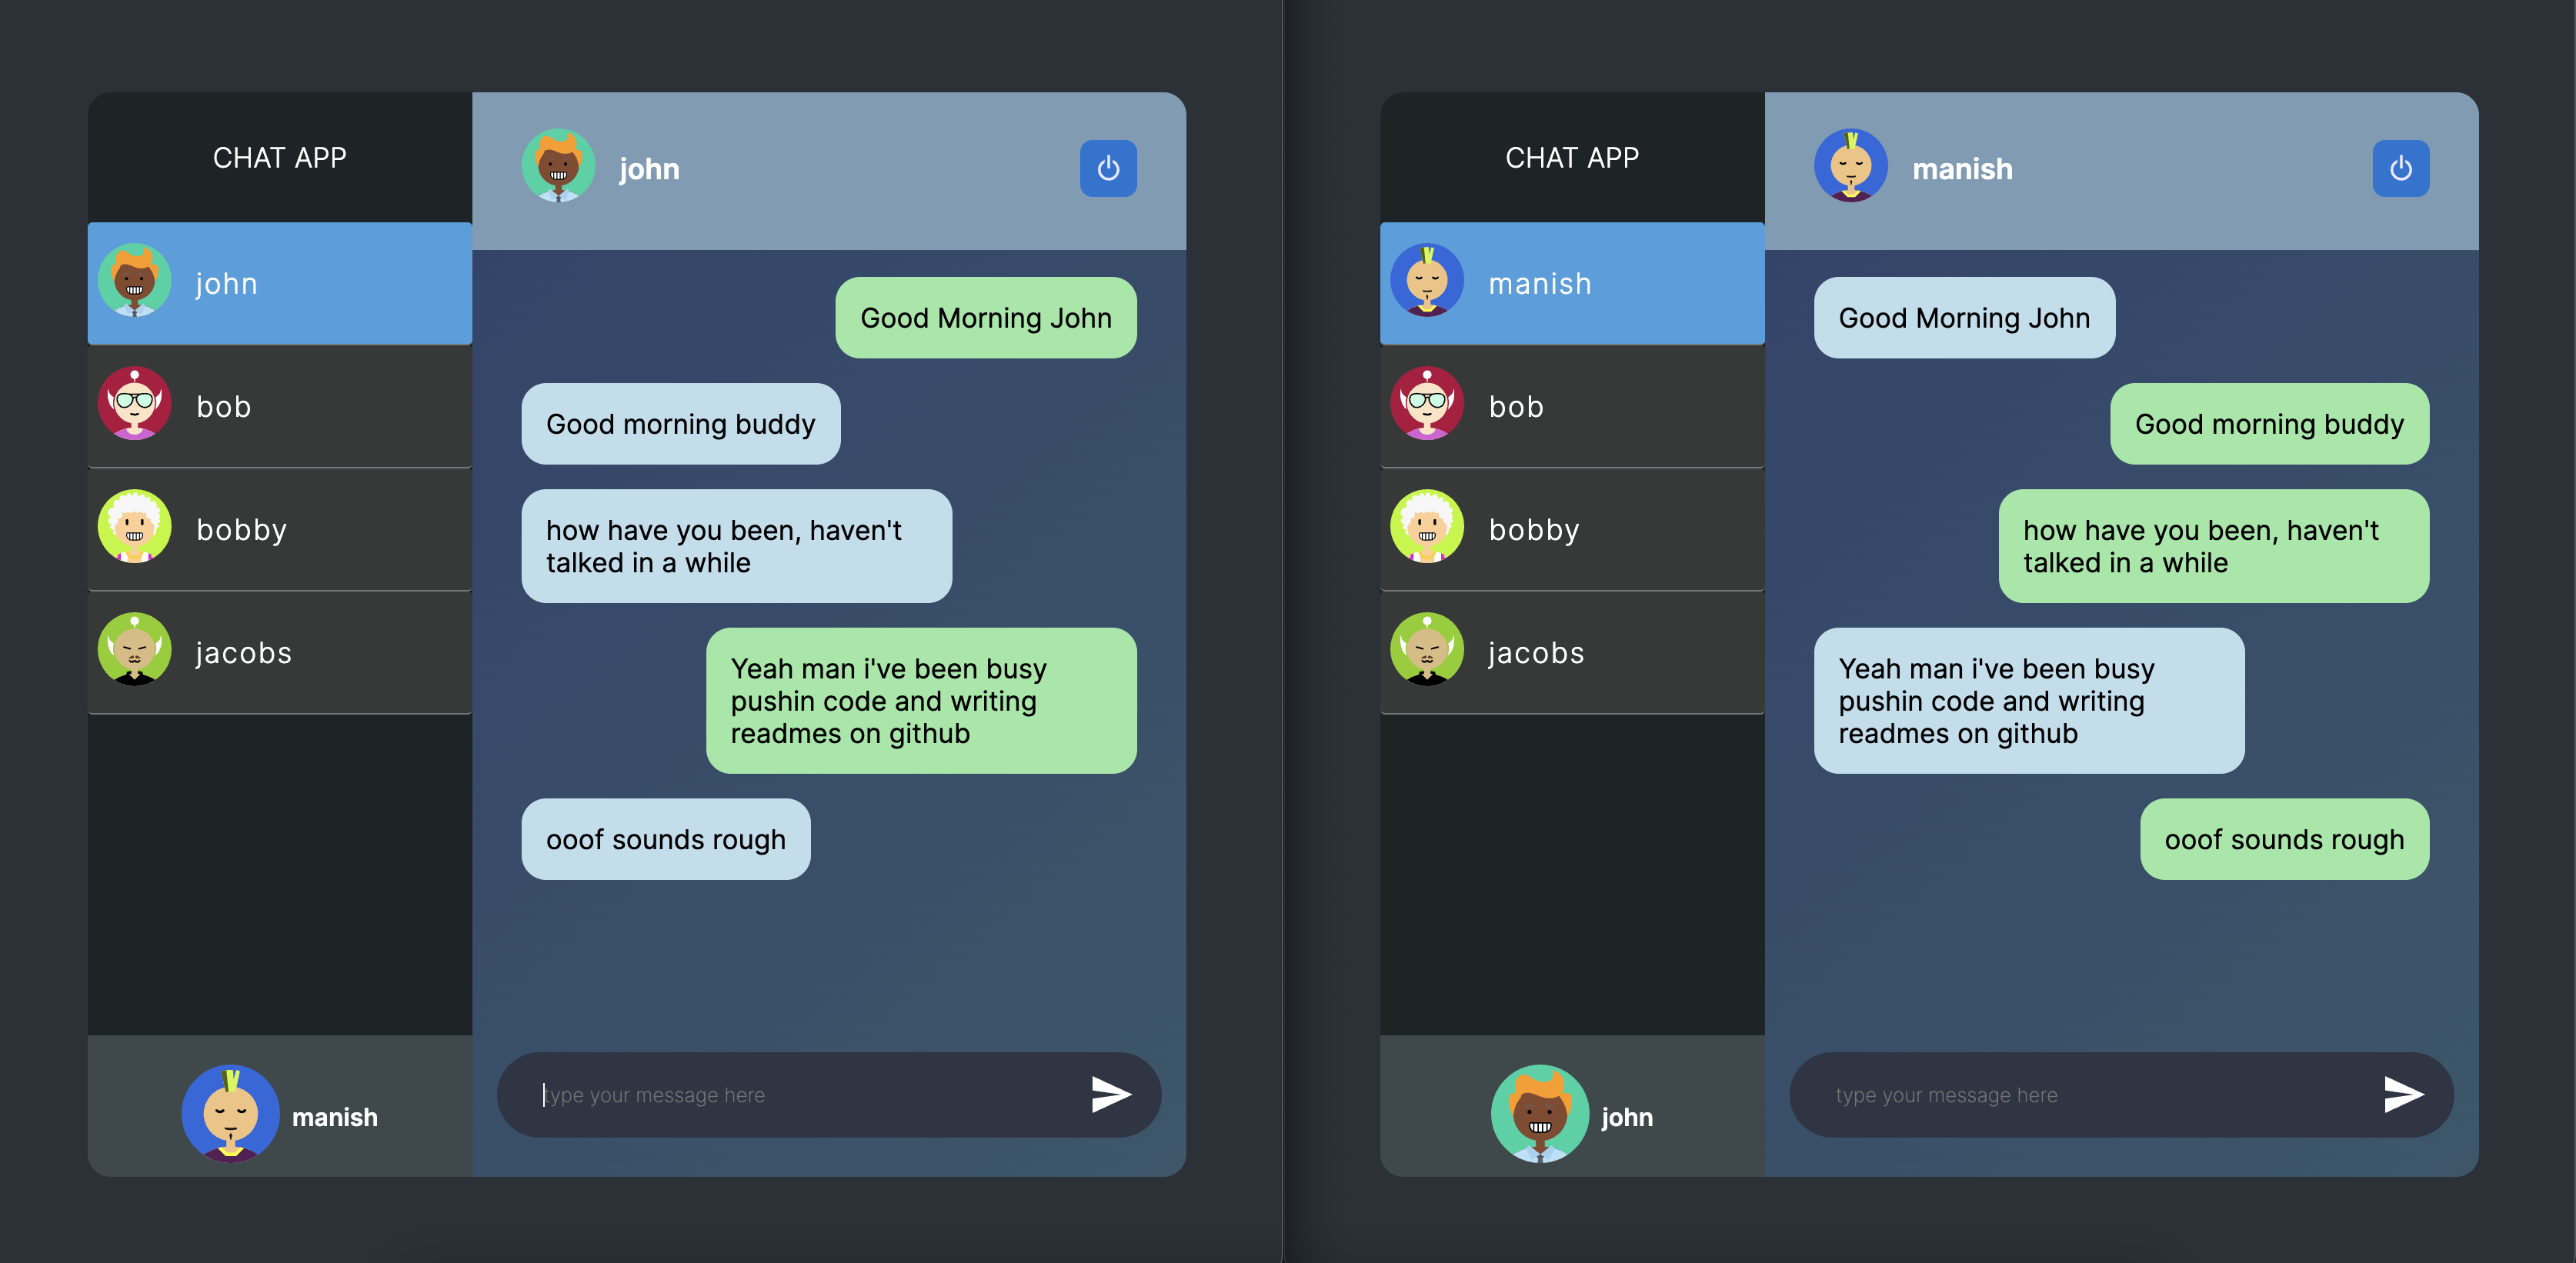 CHAT APP
john
bob
bobby
jacobs
manish
john
Good Morning John
Good morning buddy
how have you been, haven't
talked in a while
Yeah man i've been busy
pushin code and writing
readmes on github
ooof sounds rough
type your message here
CHAT APP
manish
bob
bobby
jacobs
john
manish
Good Morning John
Good morning buddy
how have you been, haven't
talked in a while
Yeah man i've been busy
pushin code and writing
readmes on github
ooof sounds rough
type your message here